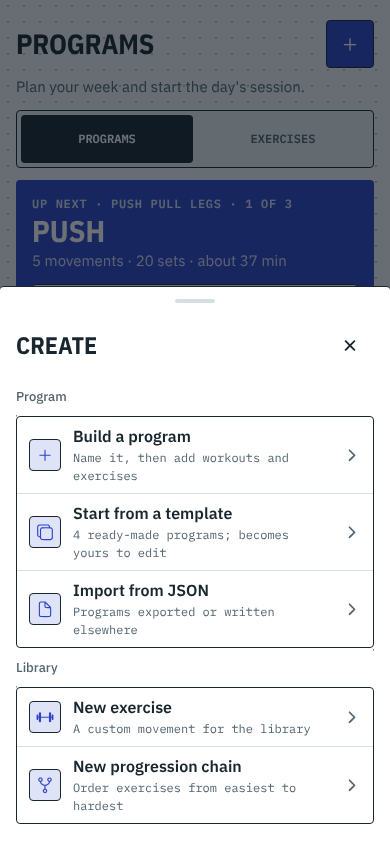 PROGRAMS
Plan your week and start the day's session.
PROGRAMS
EXERCISES
UP NEXT · PUSH PULL LEGS · 1 OF 3
PUSH
5 movements · 20 sets · about 37 min
CREATE
Program
Build a program
Name it, then add workouts and
exercises
Start from a template
4 ready-made programs; becomes
yours to edit
Import from JSON
Programs exported or written
elsewhere
Library
New exercise
A custom movement for the library
New progression chain
Order exercises from easiest to
hardest